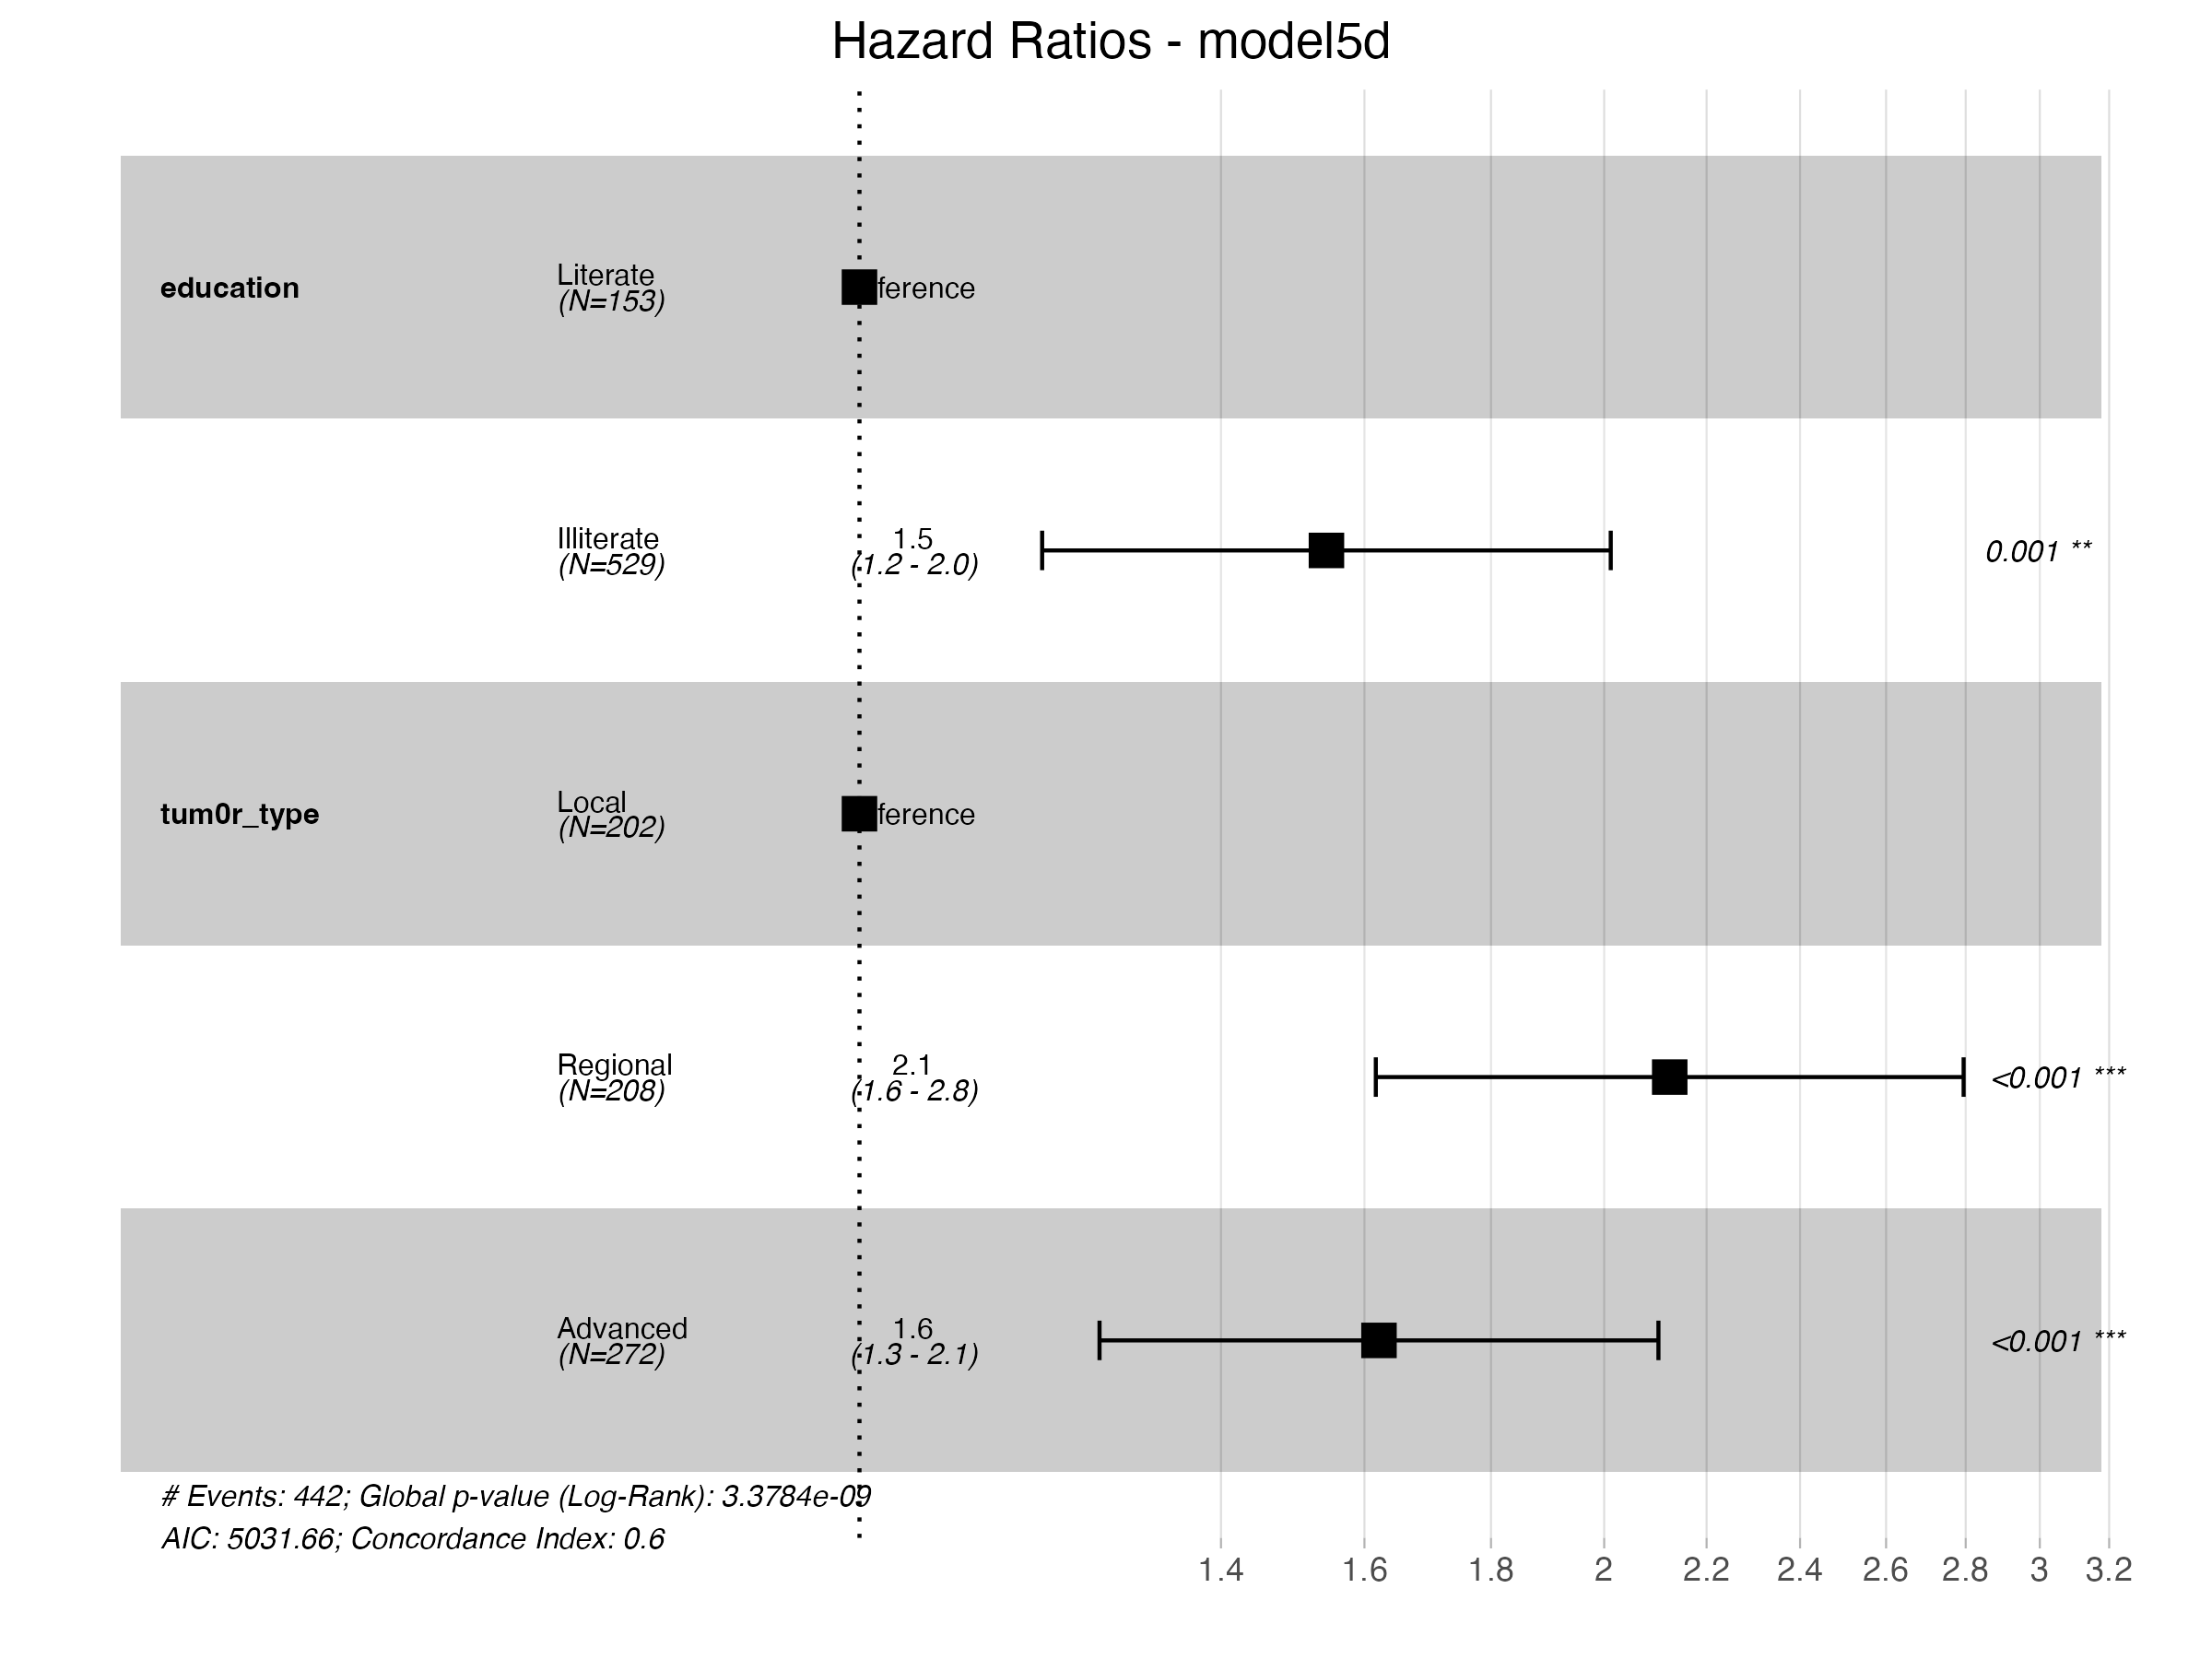 Hazard Ratios - model5d
education
Literate
(N=153)
ference
Illiterate
(N=529)
1.5
(1.2 - 2.0)
0.001 **
tum0r_type
Local
(N=202)
ference
Regional
(N=208)
2.1
(1.6 - 2.8)
<0.001 ***
Advanced
(N=272)
1.6
(1.3 - 2.1)
<0.001 ***
# Events: 442; Global p-value (Log-Rank): 3.3784e-09
AIC: 5031.66; Concordance Index: 0.6
1.4 1.6 1.8 2 2.2 2.4 2.6 2.8 3 3.2